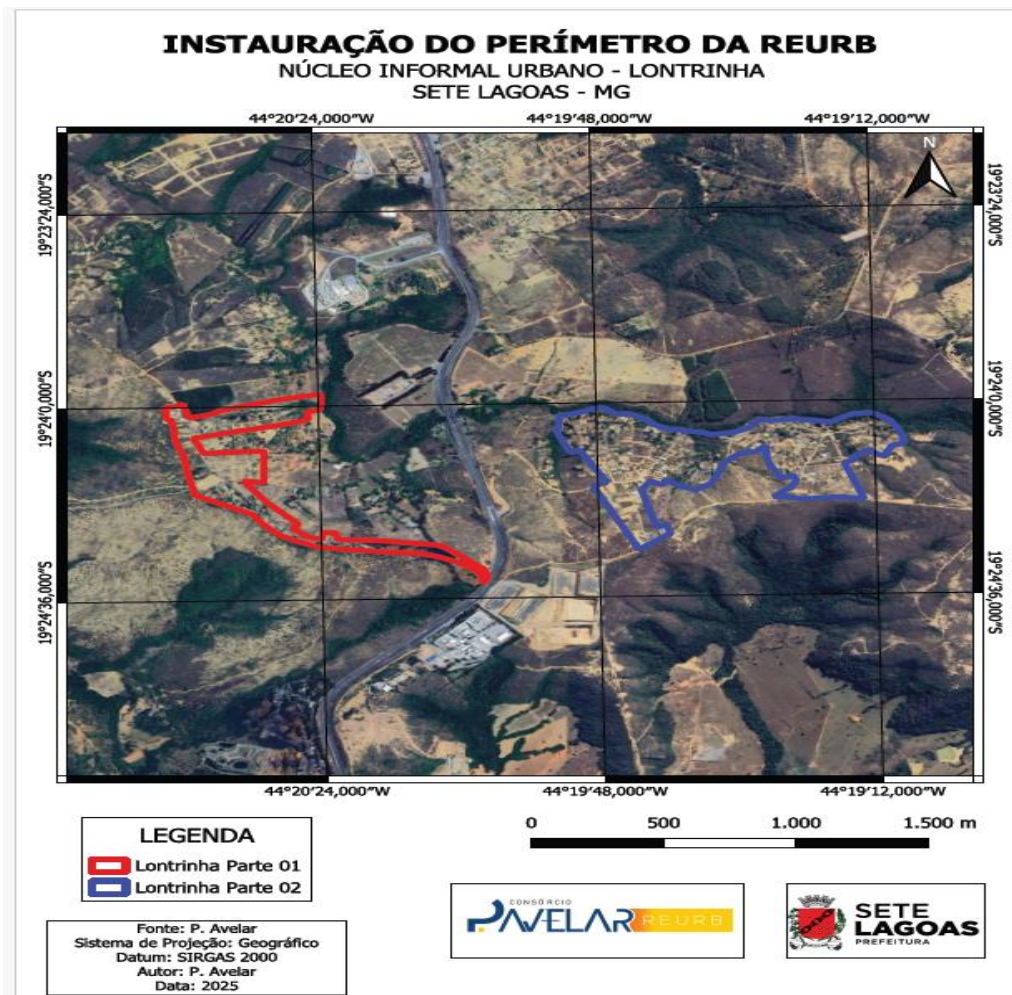 INSTAURAÇÃO DO PERÍMETRO DA REURB
NÚCLEO INFORMAL URBANO - LONTRINHA
SETE LAGOAS - MG
44°20'24,000"W 44°19'48,000"W 44°19'12,000"W
N
19°23'24,000"S 19°23'24,000"S
19°24'0,000"S 19°24'0,000"S
19°24'36,000"S 19°24'36,000"S
44°20'24,000"W 44°19'48,000"W 44°19'12,000"W
0 500 1.000 1.500 m
LEGENDA
Lontrinha Parte 01
Lontrinha Parte 02
CONSÓRCIO
PAVELAR REURB
SETE
LAGOAS
PREFEITURA
Fonte: P. Avelar
Sistema de Projeção: Geográfico
Datum: SIRGAS 2000
Autor: P. Avelar
Data: 2025